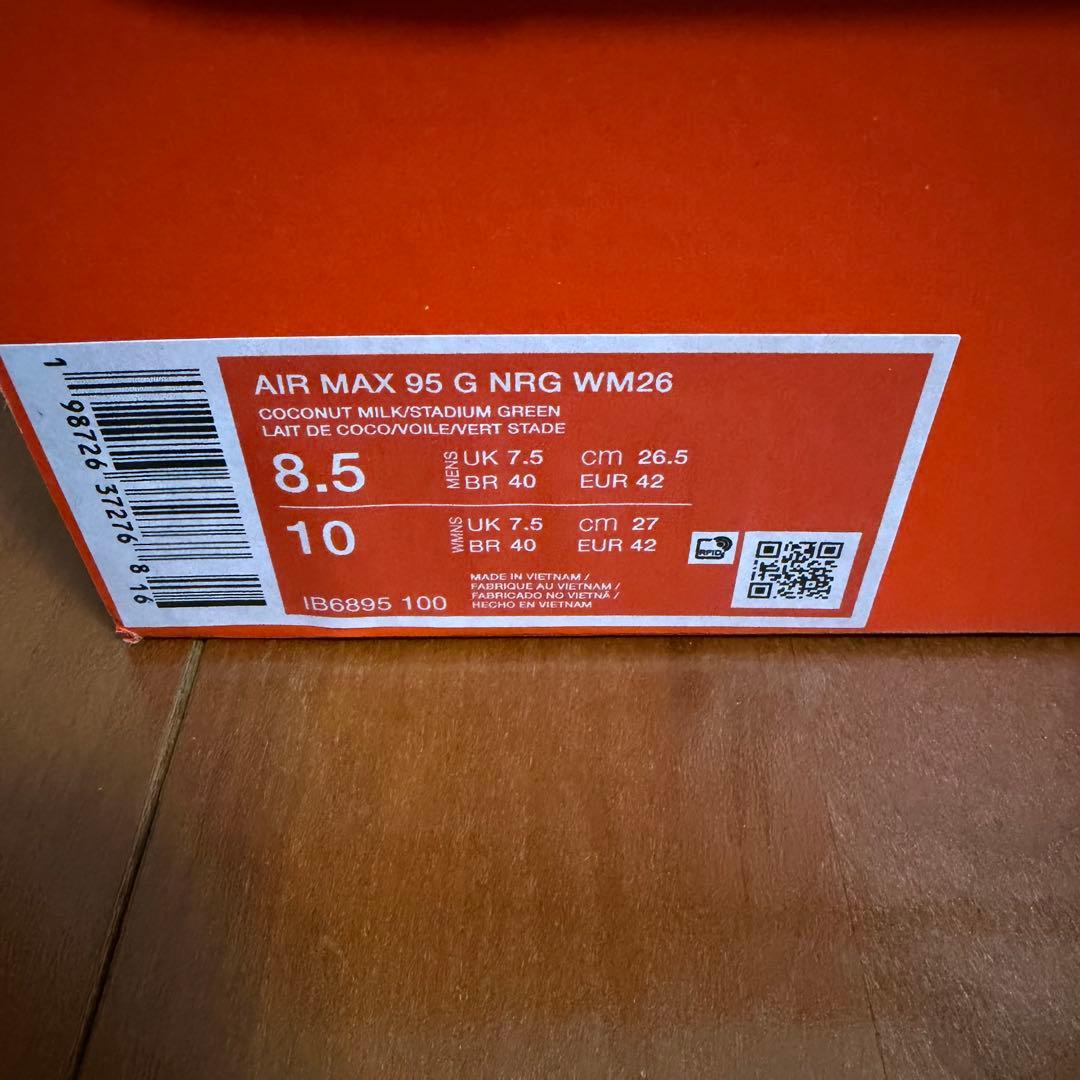 1 98726 37276 8 16
AIR MAX 95 G NRG WM26
COCONUT MILK/STADIUM GREEN
LAIT DE COCO/VOILE/VERT STADE
8.5 MENS UK 7.5 cm 26.5
BR 40 EUR 42
10 WMNS UK 7.5 cm 27
BR 40 EUR 42
RFID
MADE IN VIETNAM /
FABRIQUE AU VIETNAM /
FABRICADO NO VIETNÃ /
HECHO EN VIETNAM
IB6895 100